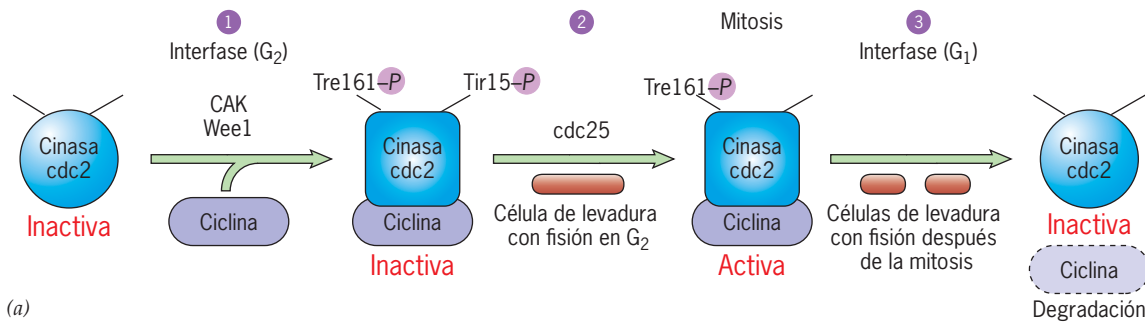 1
Interfase (G2)
2
Mitosis
3
Interfase (G1)
Cinasa
cdc2
Inactiva
CAK
Wee1
Ciclina
Tre161–P
Tir15–P
Cinasa
cdc2
Ciclina
Inactiva
cdc25
Célula de levadura
con fisión en G2
Tre161–P
Cinasa
cdc2
Ciclina
Activa
Células de levadura
con fisión después
de la mitosis
Cinasa
cdc2
Inactiva
Ciclina
Degradación
(a)